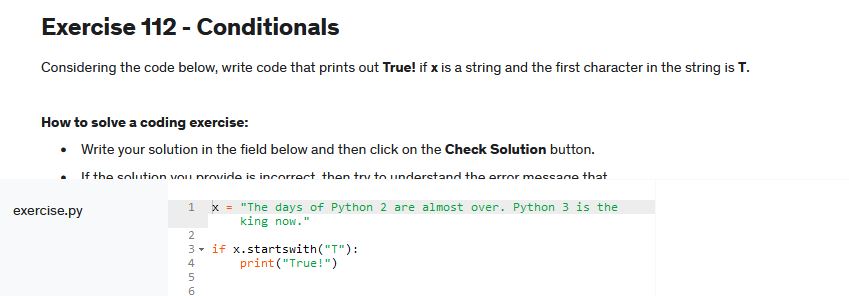 Exercise 112 - Conditionals
Considering the code below, write code that prints out True! if x is a string and the first character in the string is T.
How to solve a coding exercise:
• Write your solution in the field below and then click on the Check Solution button.
• If the solution you provide is incorrect, then try to understand the error message that
exercise.py
1 x = "The days of Python 2 are almost over. Python 3 is the
king now."
2
3 if x.startswith("T"):
4 print("True!")
5
6